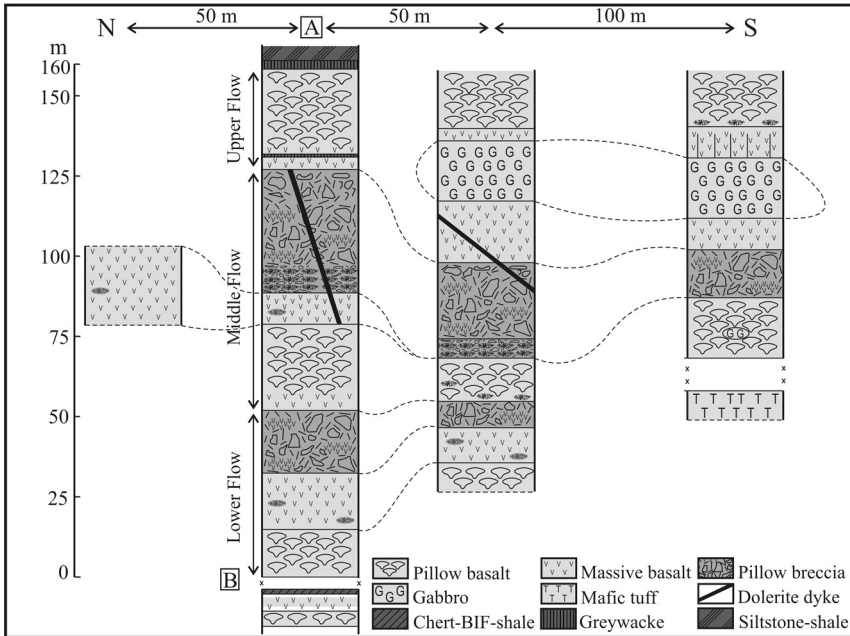 N 50 m A 50 m 100 m S
m
160
150
125
100
75
50
25
0
Upper Flow
Middle Flow
Lower Flow
B
G G G G G G
G G G G G G
G G G G G G
G G G G G G
G G G G G G
G G G G G G
G G G G G G
G G G G G G
GG
x x
x x
T T T T T T
T T T T T
x x
Pillow basalt Massive basalt Pillow breccia
G G G Gabbro T T T T T Mafic tuff Dolerite dyke
Chert-BIF-shale Greywacke Siltstone-shale